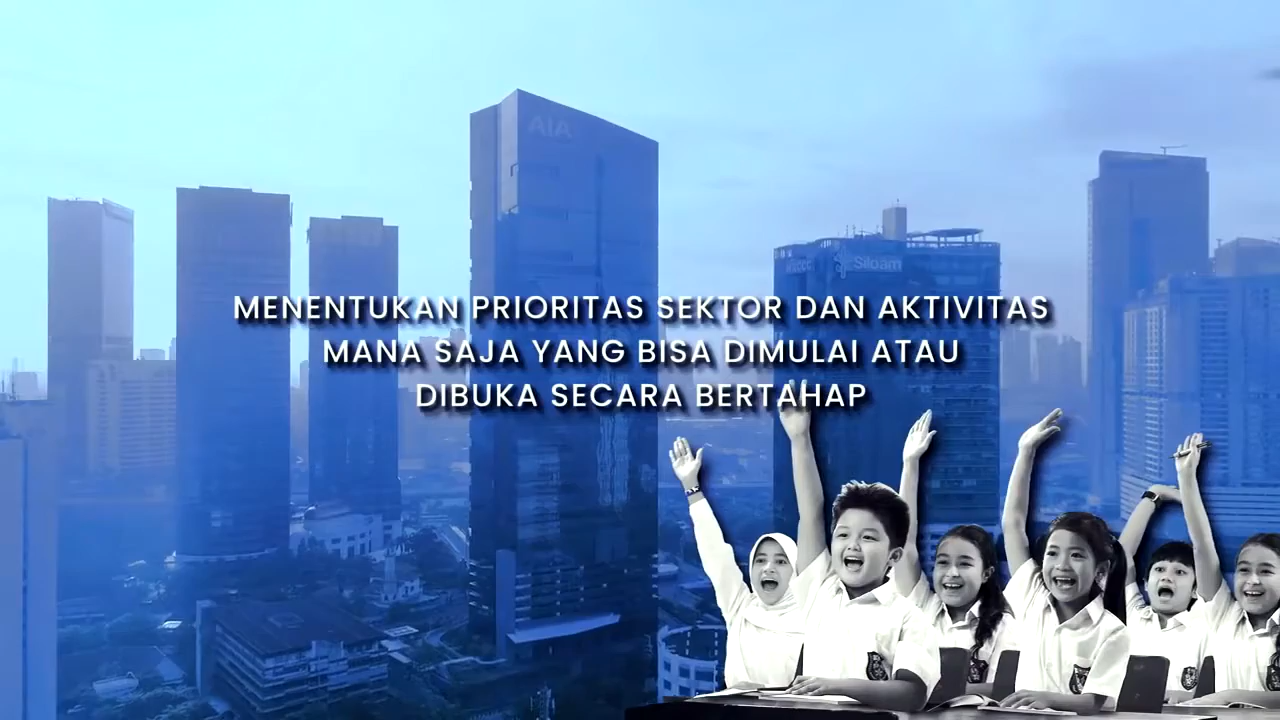 AIA
Siloam
MENENTUKAN PRIORITAS SEKTOR DAN AKTIVITAS
MANA SAJA YANG BISA DIMULAI ATAU
DIBUKA SECARA BERTAHAP